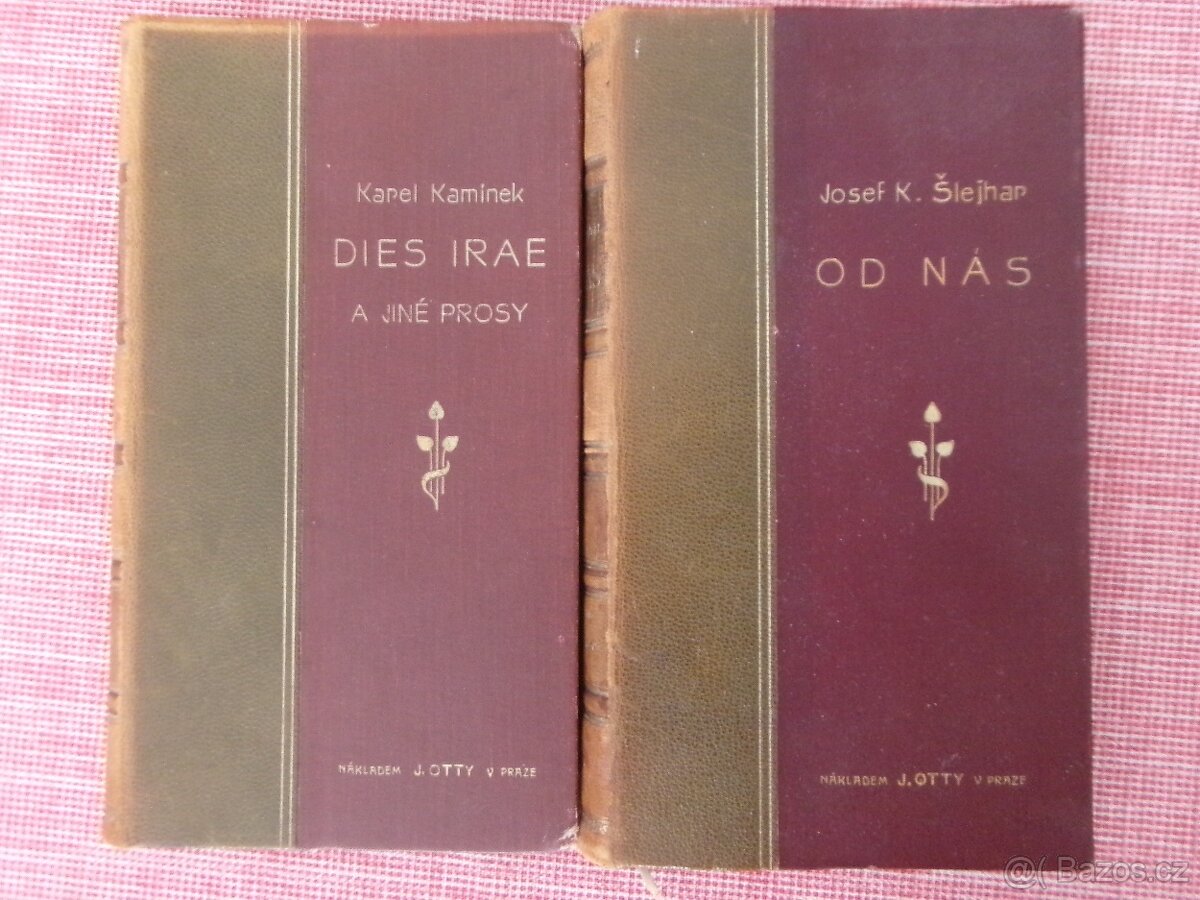 Karel Kamínek
DIES IRAE
A JINÉ PROSY
NÁKLADEM J. OTTY V PRAZE
Josef K. Šlejhar
OD NÁS
NÁKLADEM J. OTTY V PRAZE
@( Bazos.cz